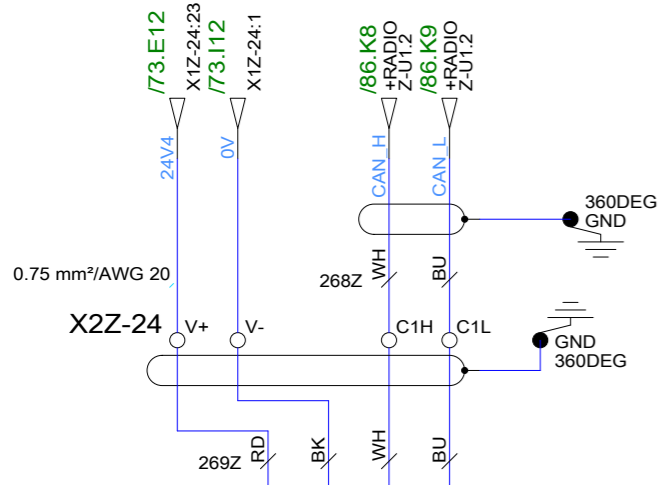 /73.E12
X1Z-24:23
/73.I12
X1Z-24:1
/86.K8
+RADIO
Z-U1.2
/86.K9
+RADIO
Z-U1.2
24V4
0V
CAN_H
CAN_L
360DEG
GND
0.75 mm²/AWG 20
268Z
WH
BU
X2Z-24
V+
V-
C1H
C1L
GND
360DEG
269Z
RD
BK
WH
BU